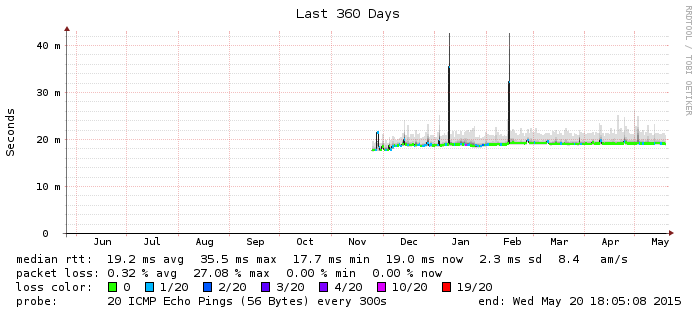 Last 360 Days
RRDTOOL / TOBI OETIKER
Seconds
40 m
30 m
20 m
10 m
0
Jun Jul Aug Sep Oct Nov Dec Jan Feb Mar Apr May
median rtt: 19.2 ms avg 35.5 ms max 17.7 ms min 19.0 ms now 2.3 ms sd 8.4 am/s
packet loss: 0.32 % avg 27.08 % max 0.00 % min 0.00 % now
loss color: 0 1/20 2/20 3/20 4/20 10/20 19/20
probe: 20 ICMP Echo Pings (56 Bytes) every 300s end: Wed May 20 18:05:08 2015